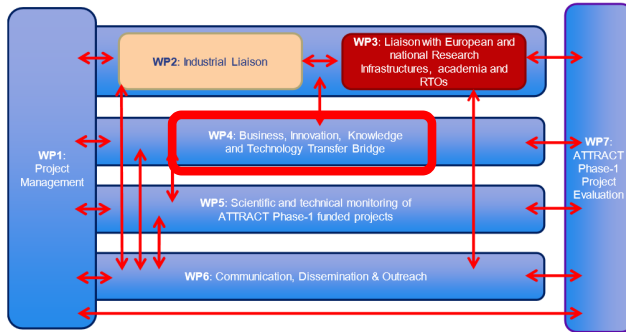 WP1:
Project
Management
WP2: Industrial Liaison
WP3: Liaison with European and
national Research
Infrastructures, academia and
RTOs
WP4: Business, Innovation, Knowledge
and Technology Transfer Bridge
WP5: Scientific and technical monitoring of
ATTRACT Phase-1 funded projects
WP6: Communication, Dissemination & Outreach
WP7:
ATTRACT
Phase-1
Project
Evaluation